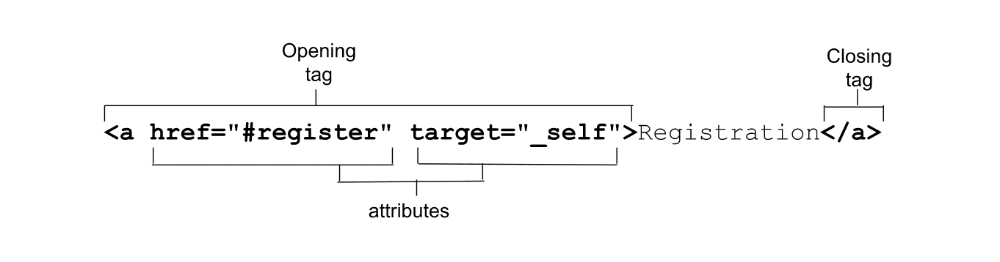 Opening
tag
Closing
tag
<a href="#register" target="_self">Registration</a>
attributes